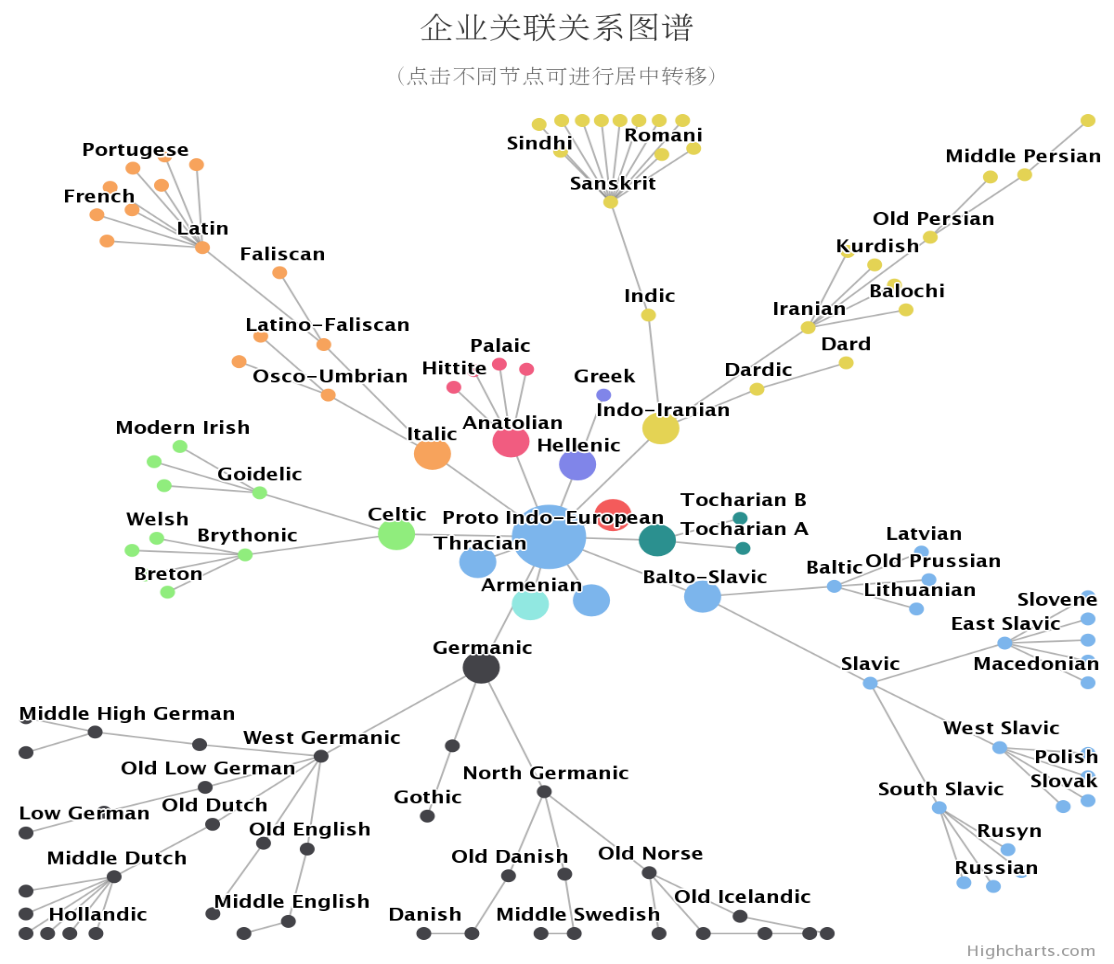 企业关联关系图谱
(点击不同节点可进行居中转移)
Portugese
French
Latin
Faliscan
Latino-Faliscan
Osco-Umbrian
Italic
Sindhi
Romani
Sanskrit
Indic
Middle Persian
Old Persian
Kurdish
Balochi
Iranian
Dard
Dardic
Indo-Iranian
Palaic
Hittite
Anatolian
Greek
Hellenic
Modern Irish
Goidelic
Welsh
Brythonic
Breton
Celtic
Proto Indo-European
Thracian
Armenian
Tocharian B
Tocharian A
Balto-Slavic
Latvian
Baltic
Old Prussian
Lithuanian
Slovene
East Slavic
Macedonian
Slavic
West Slavic
Polish
Slovak
South Slavic
Rusyn
Russian
Germanic
Middle High German
West Germanic
Old Low German
Low German
Old Dutch
Old English
Middle Dutch
Hollandic
Middle English
Gothic
North Germanic
Old Danish
Old Norse
Old Icelandic
Danish
Middle Swedish
Highcharts.com